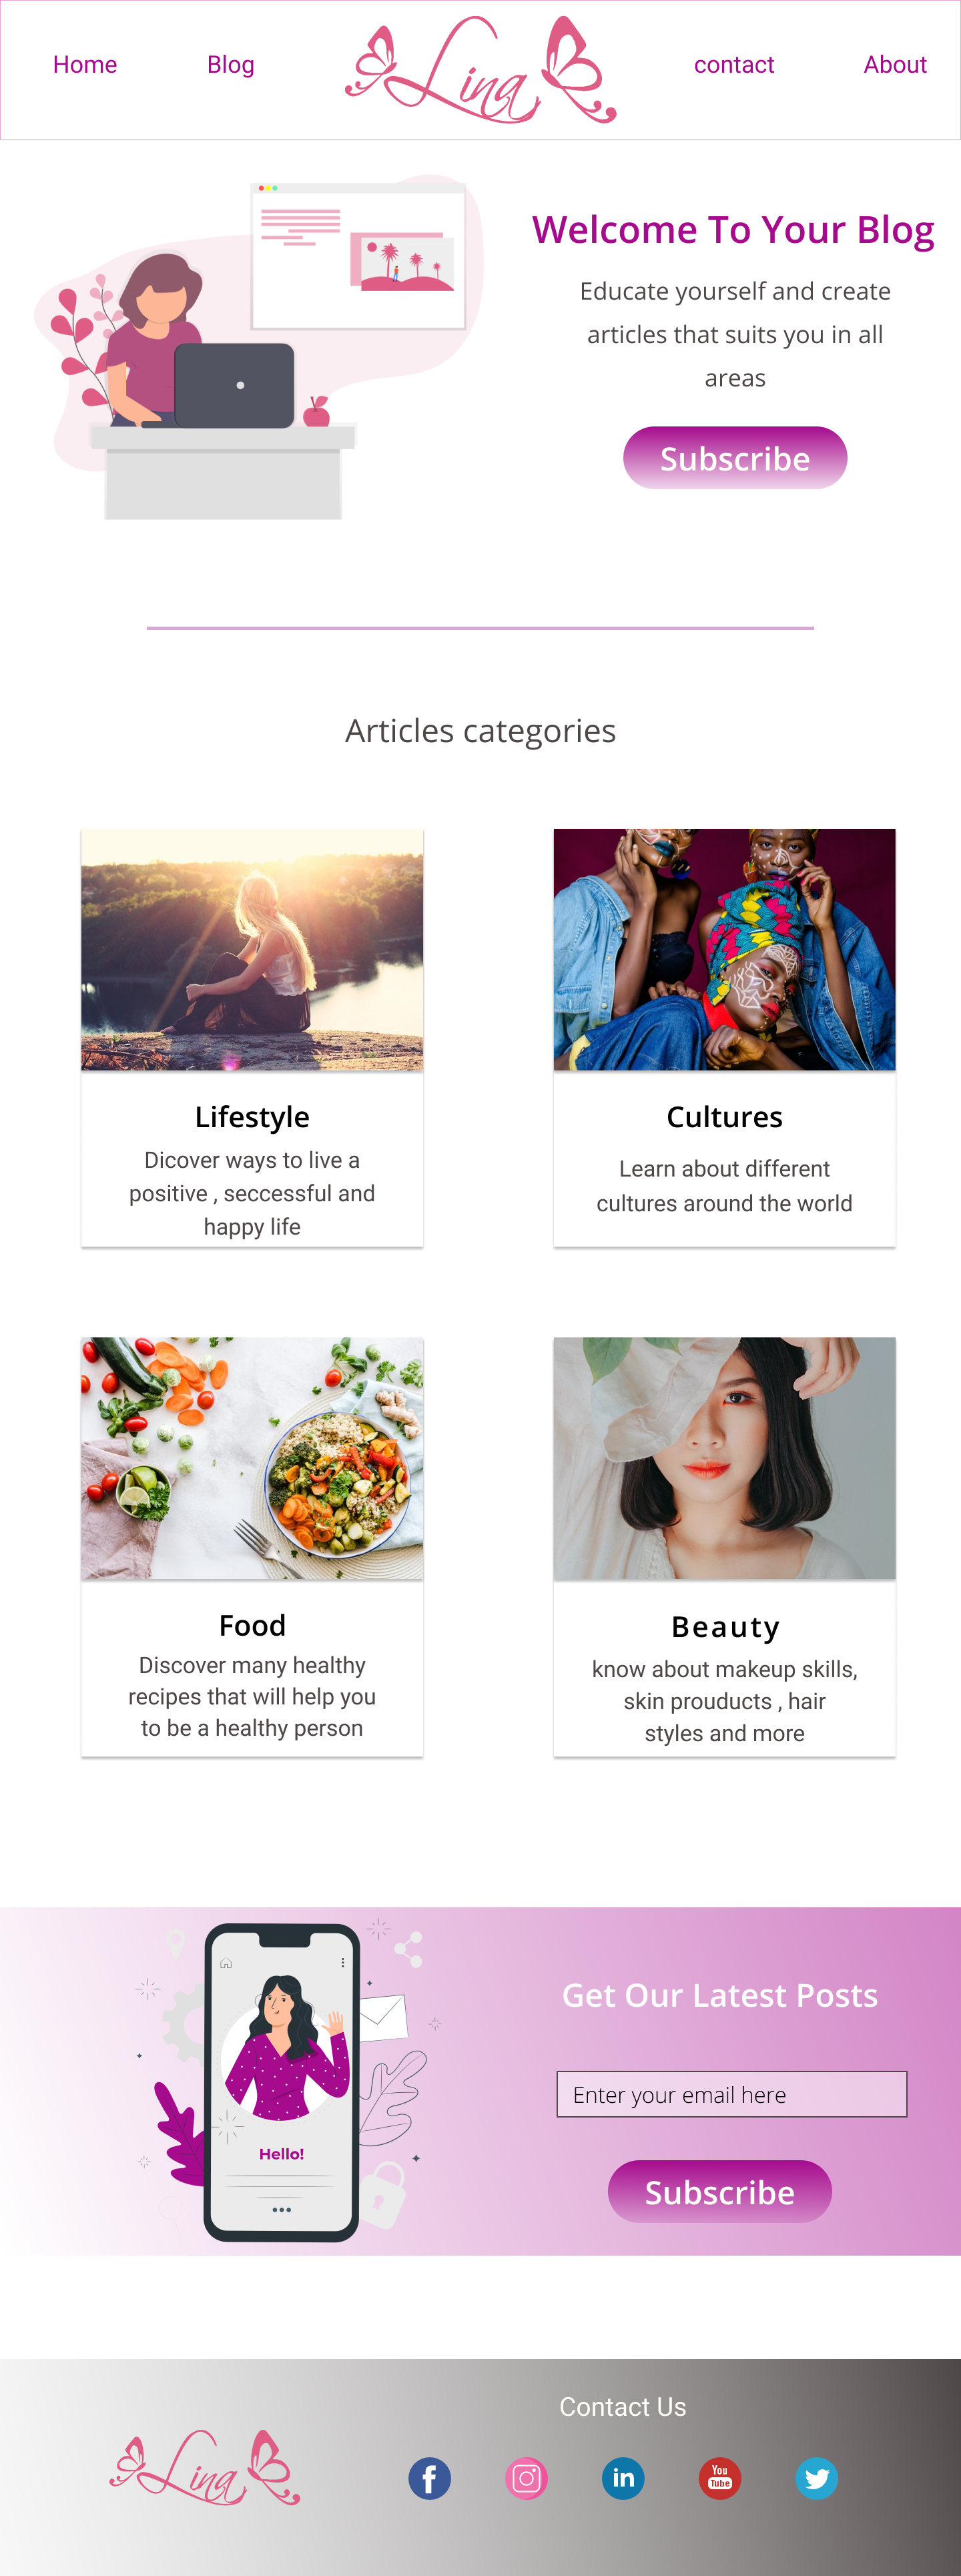 Home
Blog
Lina
contact
About
Welcome To Your Blog
Educate yourself and create
articles that suits you in all
areas
Subscribe
Articles categories
Lifestyle
Dicover ways to live a
positive , seccessful and
happy life
Cultures
Learn about different
cultures around the world
Food
Discover many healthy
recipes that will help you
to be a healthy person
Beauty
know about makeup skills,
skin prouducts , hair
styles and more
Hello!
Get Our Latest Posts
Enter your email here
Subscribe
Lina
Contact Us
f
in
You
Tube